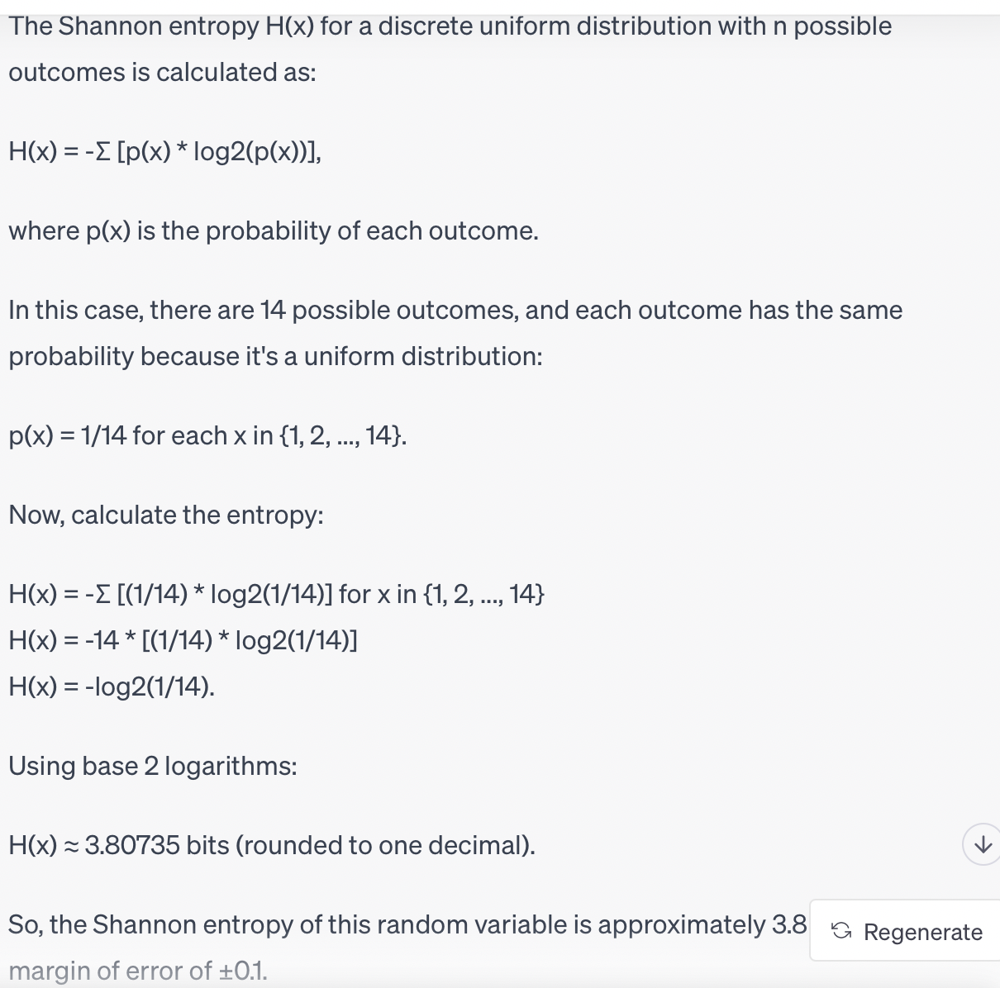 The Shannon entropy H(x) for a discrete uniform distribution with n possible
outcomes is calculated as:
H(x) = -Σ [p(x) * log2(p(x))],
where p(x) is the probability of each outcome.
In this case, there are 14 possible outcomes, and each outcome has the same
probability because it's a uniform distribution:
p(x) = 1/14 for each x in {1, 2, ..., 14}.
Now, calculate the entropy:
H(x) = -Σ [(1/14) * log2(1/14)] for x in {1, 2, ..., 14}
H(x) = -14 * [(1/14) * log2(1/14)]
H(x) = -log2(1/14).
Using base 2 logarithms:
H(x) ≈ 3.80735 bits (rounded to one decimal).
So, the Shannon entropy of this random variable is approximately 3.8
Regenerate
margin of error of ±0.1.